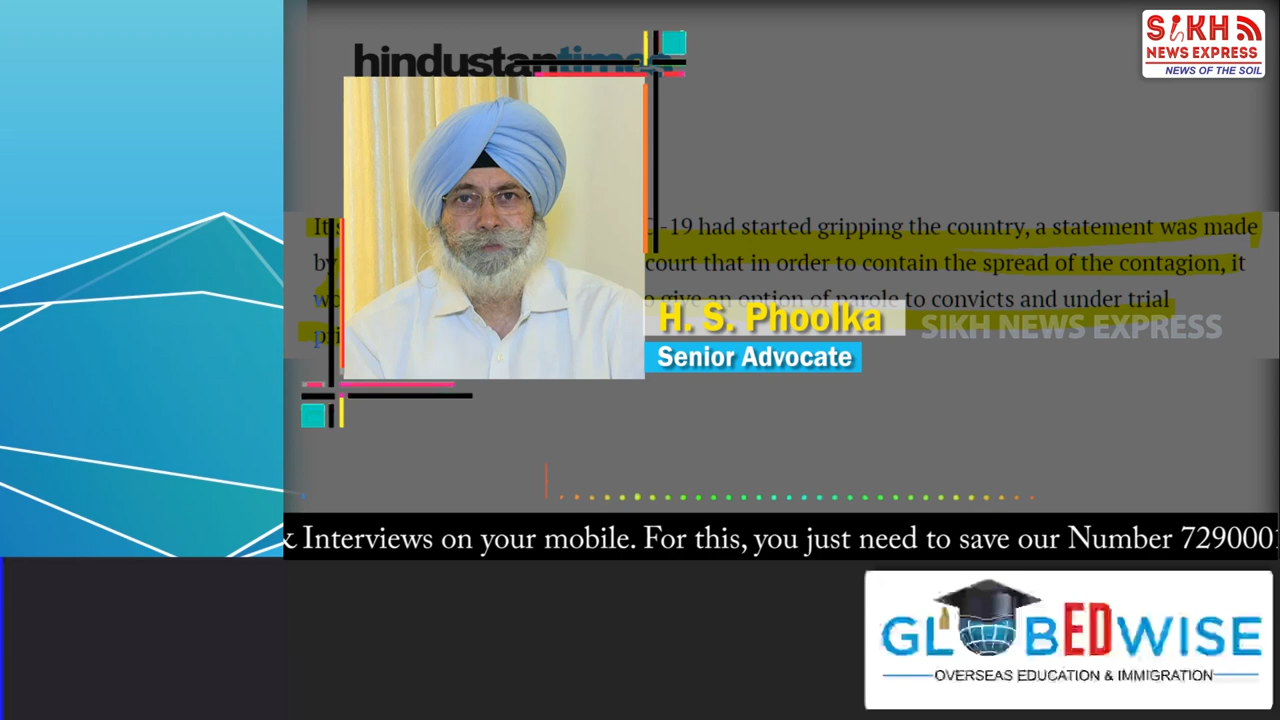 SiKH
NEWS EXPRESS
NEWS OF THE SOIL
hindustantimes
-19 had started gripping the country, a statement was made
by court that in order to contain the spread of the contagion, it
give an option of parole to convicts and under trial
H. S. Phoolka
SIKH NEWS EXPRESS
Senior Advocate
Interviews on your mobile. For this, you just need to save our Number 729000
GLOBEDWISE
OVERSEAS EDUCATION & IMMIGRATION